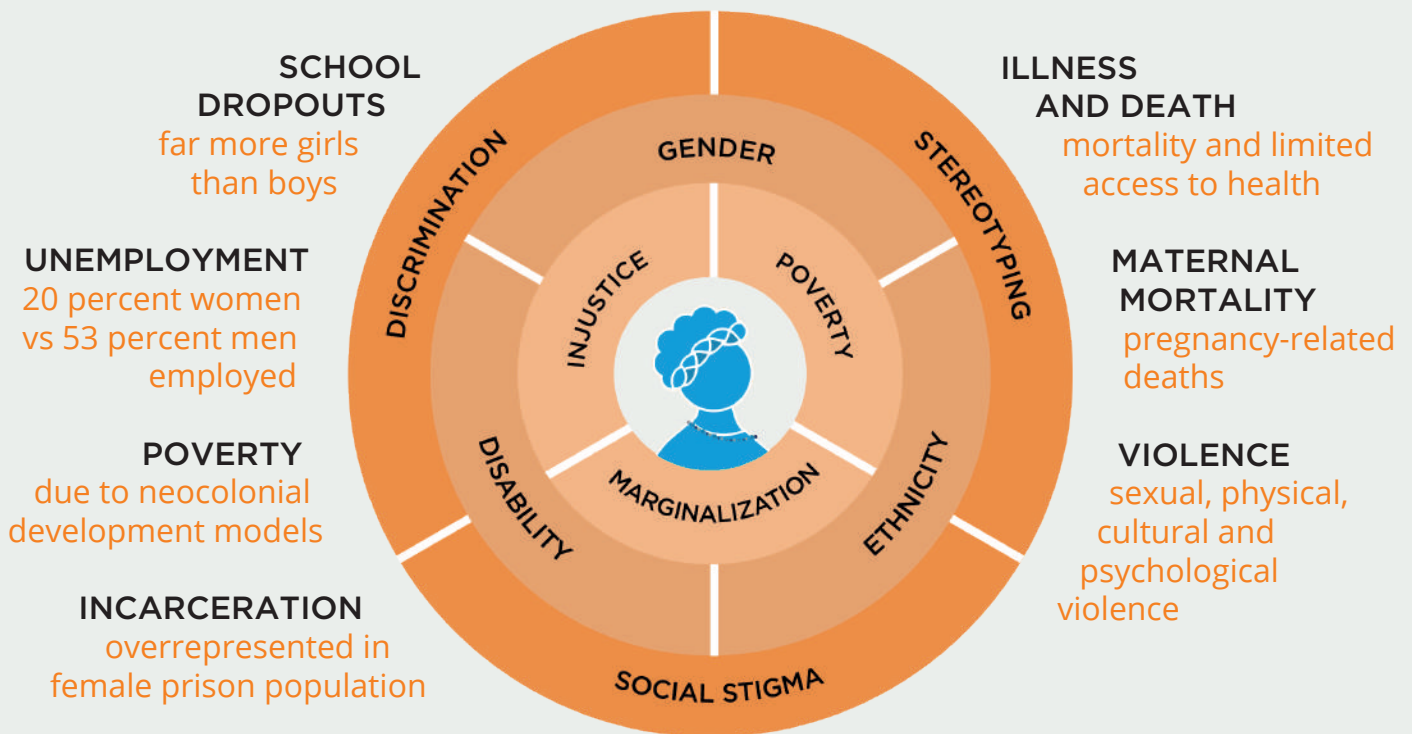 SCHOOL
DROPOUTS
far more girls
than boys
UNEMPLOYMENT
20 percent women
vs 53 percent men
employed
POVERTY
due to neocolonial
development models
INCARCERATION
overrepresented in
female prison population
DISCRIMINATION
STEREOTYPING
SOCIAL STIGMA
GENDER
DISABILITY
ETHNICITY
INJUSTICE
POVERTY
MARGINALIZATION
ILLNESS
AND DEATH
mortality and limited
access to health
MATERNAL
MORTALITY
pregnancy-related
deaths
VIOLENCE
sexual, physical,
cultural and
psychological
violence